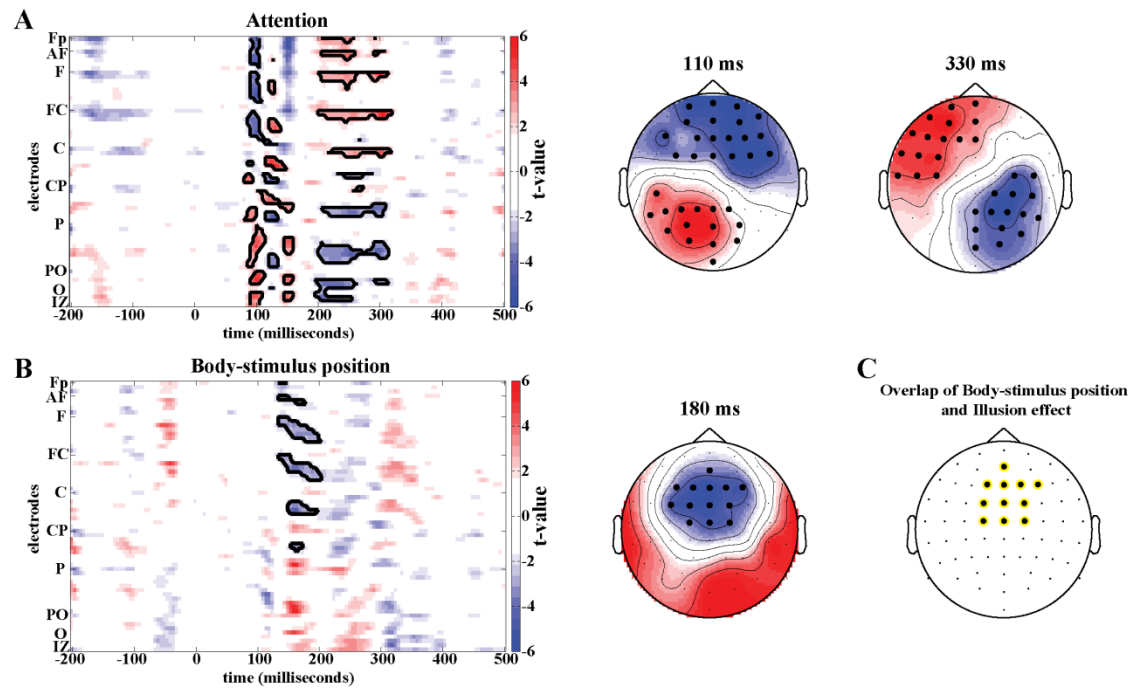 A
Attention
Fp
AF
F
FC
C
CP
P
PO
O
IZ
electrodes
-200
-100
0
100
200
300
400
500
time (milliseconds)
6
4
2
0
-2
-4
-6
t-value
110 ms
330 ms
B
Body-stimulus position
Fp
AF
F
FC
C
CP
P
PO
O
IZ
electrodes
-200
-100
0
100
200
300
400
500
time (milliseconds)
6
4
2
0
-2
-4
-6
t-value
180 ms
C
Overlap of Body-stimulus position
and Illusion effect